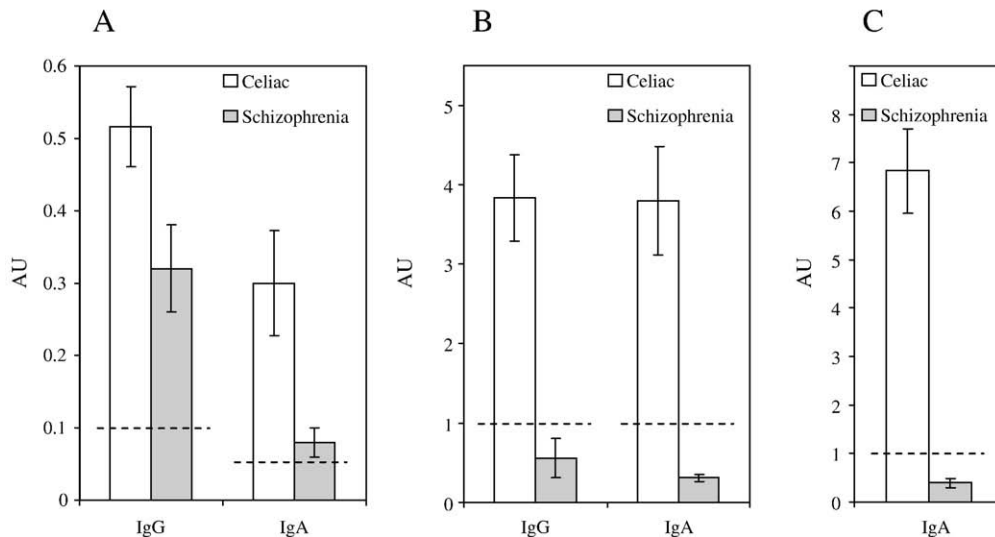 A
0.6
0.5
0.4
0.3
0.2
0.1
0
AU
Celiac
Schizophrenia
IgG
IgA
B
5
4
3
2
1
0
AU
Celiac
Schizophrenia
IgG
IgA
C
8
7
6
5
4
3
2
1
0
AU
Celiac
Schizophrenia
IgA